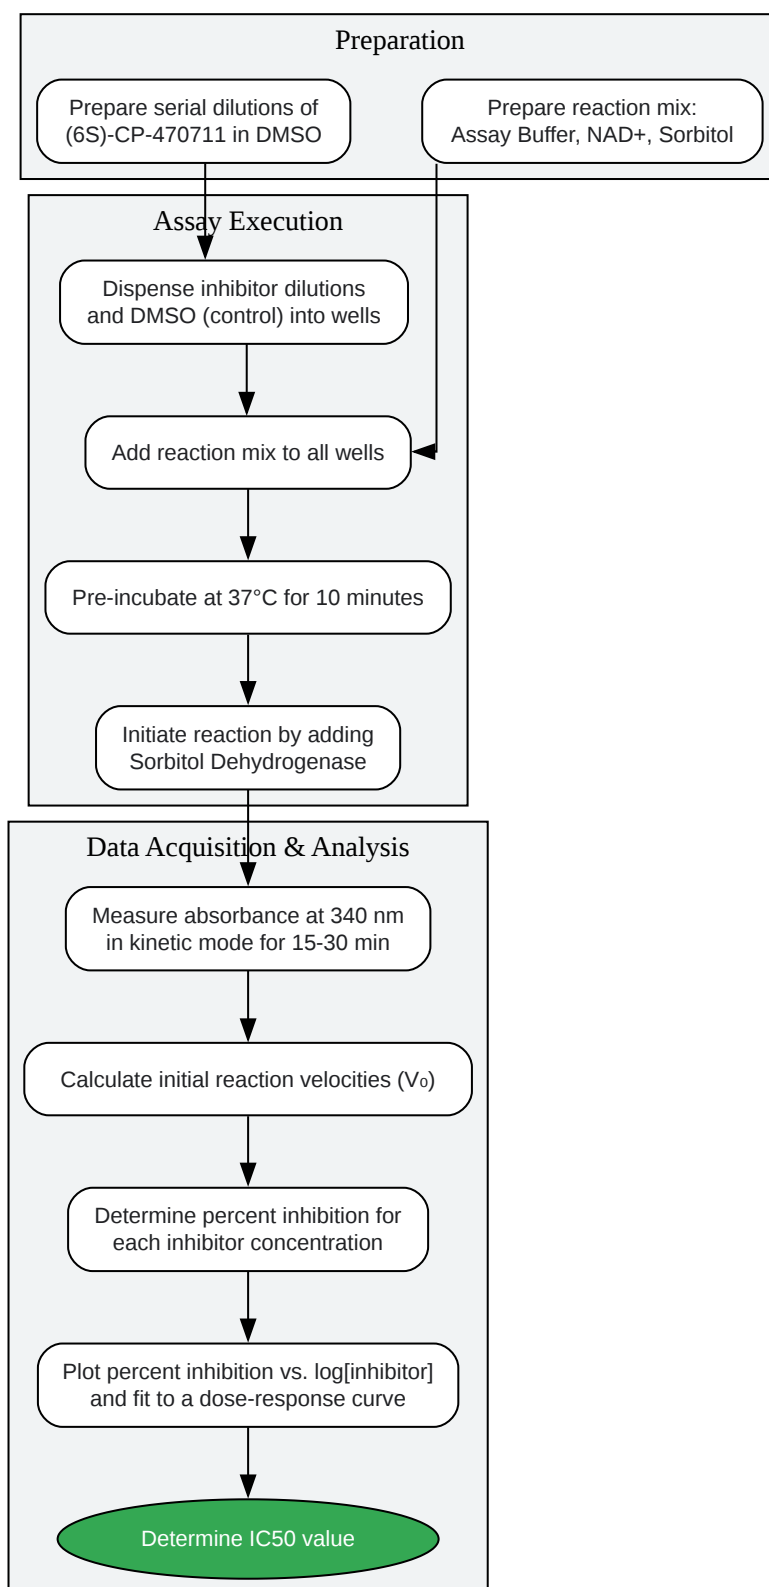 Preparation
Prepare serial dilutions of
(6S)-CP-470711 in DMSO
Prepare reaction mix:
Assay Buffer, NAD+, Sorbitol
Assay Execution
Dispense inhibitor dilutions
and DMSO (control) into wells
Add reaction mix to all wells
Pre-incubate at 37°C for 10 minutes
Initiate reaction by adding
Sorbitol Dehydrogenase
Data Acquisition & Analysis
Measure absorbance at 340 nm
in kinetic mode for 15-30 min
Calculate initial reaction velocities (V₀)
Determine percent inhibition for
each inhibitor concentration
Plot percent inhibition vs. log[inhibitor]
and fit to a dose-response curve
Determine IC50 value